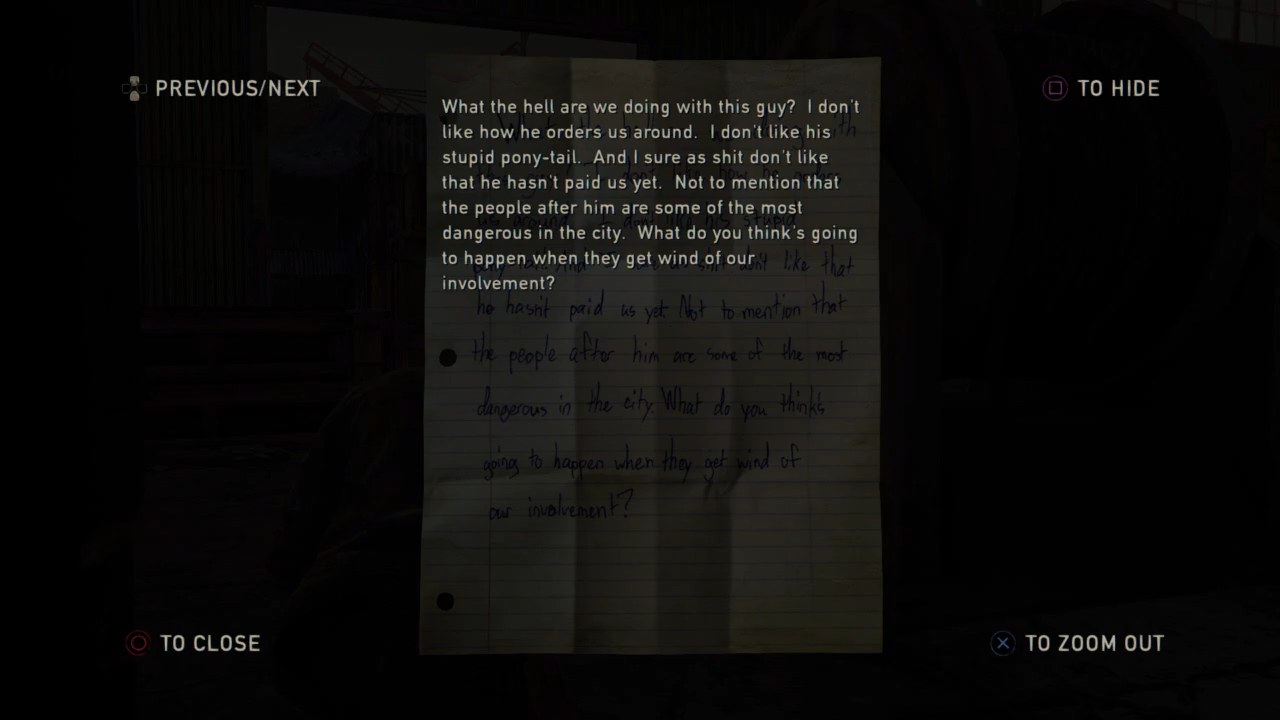 PREVIOUS/NEXT
TO HIDE
What the hell are we doing with this guy?  I don't
like how he orders us around.  I don't like his
stupid pony-tail.  And I sure as shit don't like
that he hasn't paid us yet.  Not to mention that
the people after him are some of the most
dangerous in the city.  What do you think's going
to happen when they get wind of our
involvement?
he hasn't paid us yet. Not to mention that
the people after him are some of the most
dangerous in the city. What do you think's
going to happen when they get wind of
our involvement?
TO CLOSE
TO ZOOM OUT